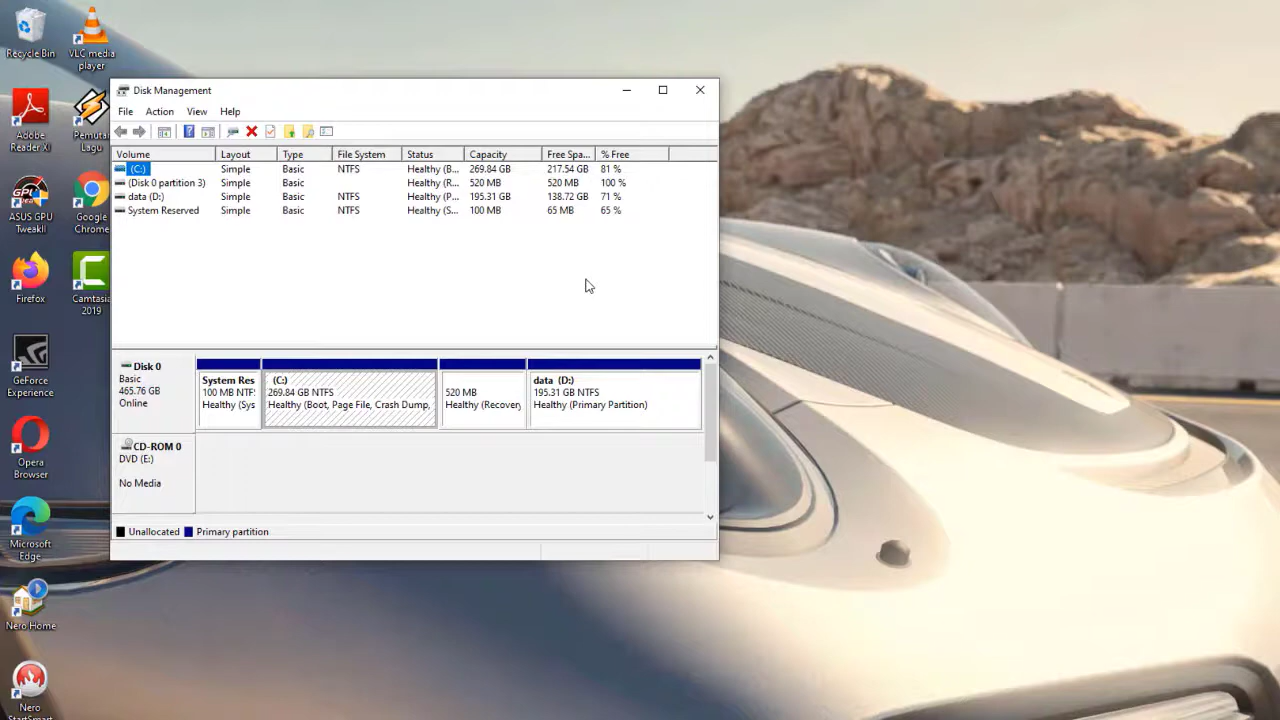 Recycle Bin
VLC media
player
Adobe
Reader XI
Pemutar
Lagu
ASUS GPU
TweakII
Google
Chrome
Firefox
Camtasia
2019
GeForce
Experience
Opera
Browser
Microsoft
Edge
Nero Home
Nero
StartSmart
Disk Management
File Action View Help
Volume Layout Type File System Status Capacity Free Spa... % Free
(C:) Simple Basic NTFS Healthy (B... 269.84 GB 217.54 GB 81 %
(Disk 0 partition 3) Simple Basic Healthy (R... 520 MB 520 MB 100 %
data (D:) Simple Basic NTFS Healthy (P... 195.31 GB 138.72 GB 71 %
System Reserved Simple Basic NTFS Healthy (S... 100 MB 65 MB 65 %
Disk 0
Basic
465.76 GB
Online
System Res
100 MB NTF
Healthy (Sys
(C:)
269.84 GB NTFS
Healthy (Boot, Page File, Crash Dump,
520 MB
Healthy (Recovery
data (D:)
195.31 GB NTFS
Healthy (Primary Partition)
CD-ROM 0
DVD (E:)
No Media
Unallocated Primary partition